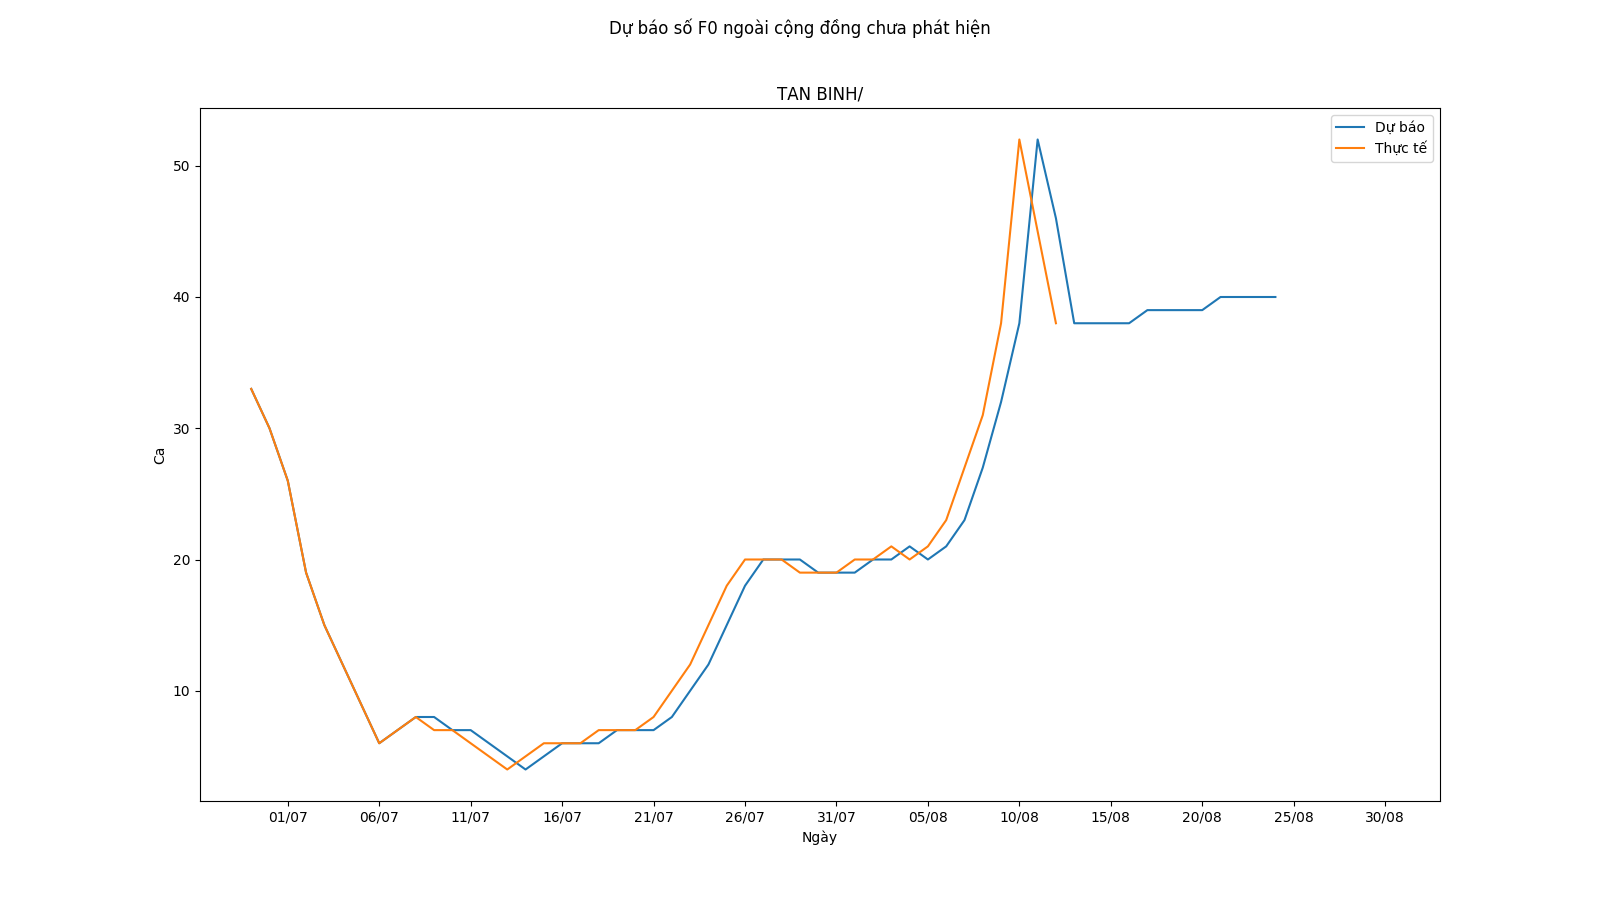 Dự báo số F0 ngoài cộng đồng chưa phát hiện
TAN BINH/
Dự báo
Thực tế
50
40
30
20
10
Ca
01/07 06/07 11/07 16/07 21/07 26/07 31/07 05/08 10/08 15/08 20/08 25/08 30/08
Ngày